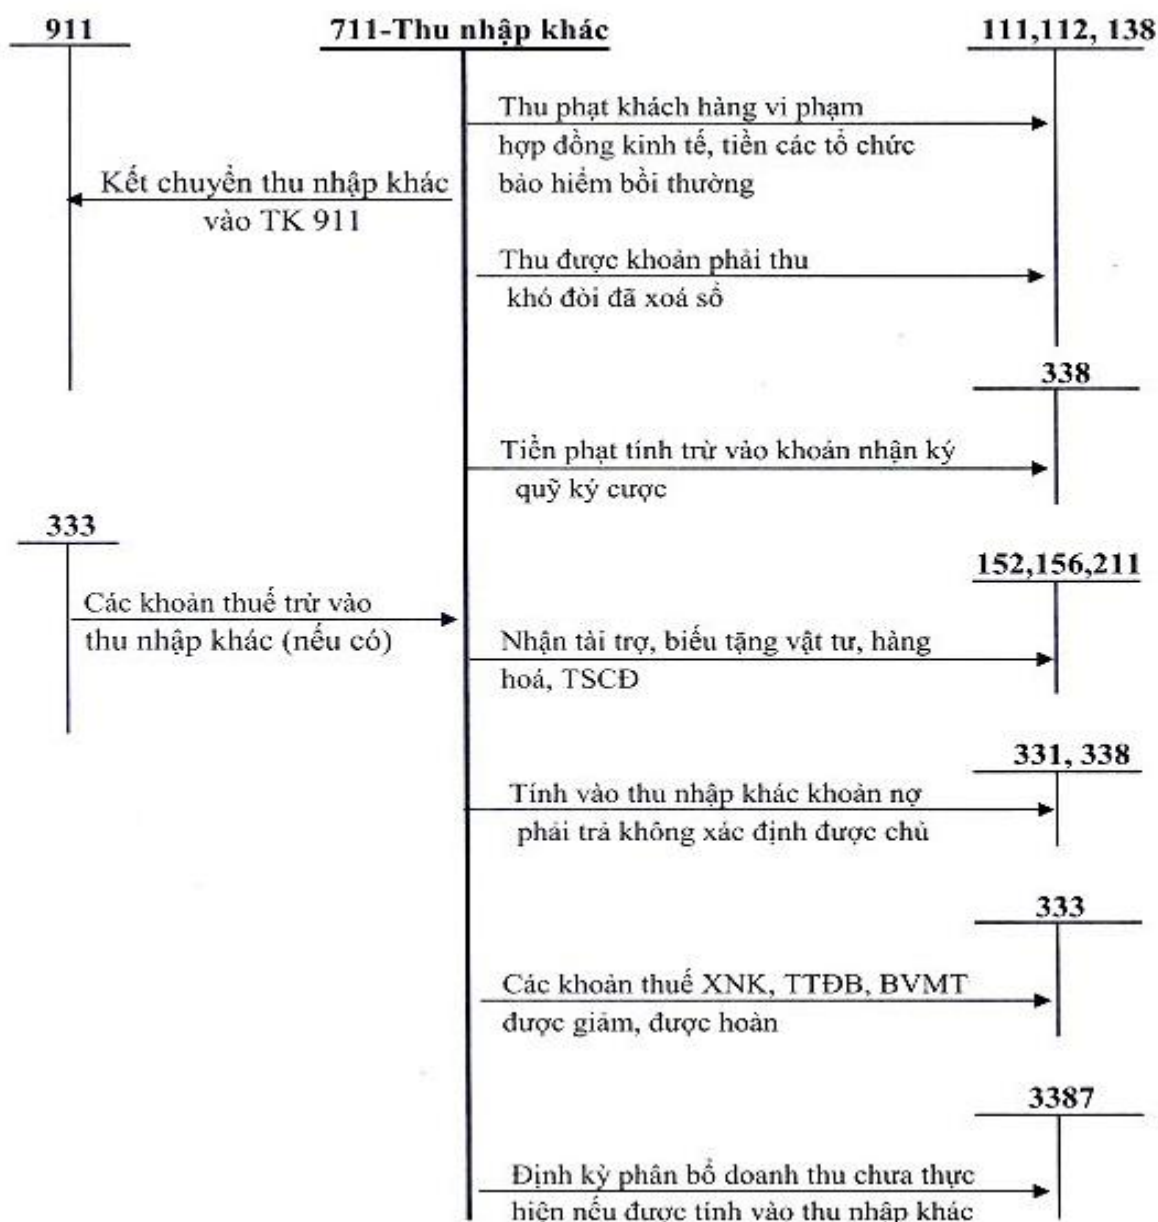 911
711-Thu nhập khác
111,112, 138
Thu phạt khách hàng vi phạm
hợp đồng kinh tế, tiền các tổ chức
bảo hiểm bồi thường
Kết chuyển thu nhập khác
vào TK 911
Thu được khoản phải thu
khó đòi đã xoá sổ
338
Tiền phạt tính trừ vào khoản nhận ký
quỹ ký cược
333
Các khoản thuế trừ vào
thu nhập khác (nếu có)
152,156,211
Nhận tài trợ, biếu tặng vật tư, hàng
hoá, TSCĐ
331, 338
Tính vào thu nhập khác khoản nợ
phải trả không xác định được chủ
333
Các khoản thuế XNK, TTĐB, BVMT
được giảm, được hoàn
3387
Định kỳ phân bổ doanh thu chưa thực
hiện nếu được tính vào thu nhập khác